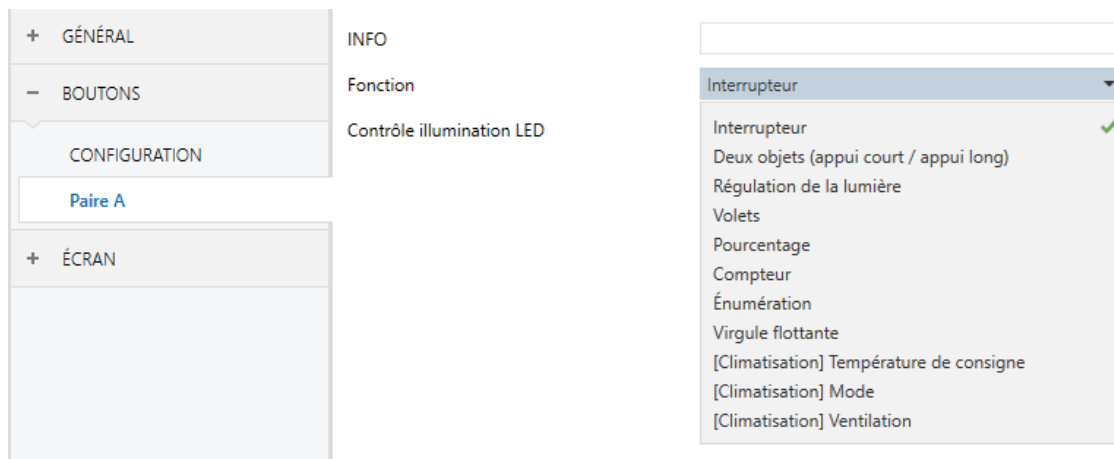 + GÉNÉRAL
− BOUTONS
CONFIGURATION
Paire A
+ ÉCRAN
INFO
Fonction
Interrupteur
Contrôle illumination LED
Interrupteur
Deux objets (appui court / appui long)
Régulation de la lumière
Volets
Pourcentage
Compteur
Énumération
Virgule flottante
[Climatisation] Température de consigne
[Climatisation] Mode
[Climatisation] Ventilation